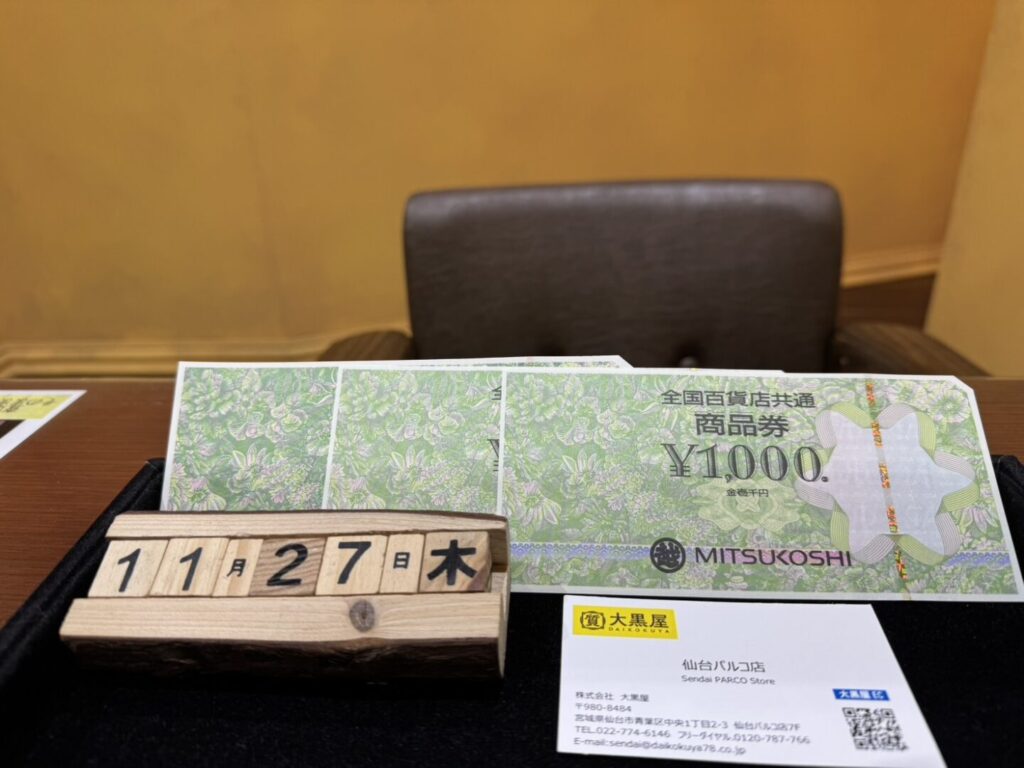 全国百貨店共通
商品券
¥1,000.
金壱千円
MITSUKOSHI
11月27日木
質 大黒屋
DAIKOKUYA
仙台パルコ店
Sendai PARCO Store
大黒屋
株式会社 大黒屋
〒980-8484
宮城県仙台市青葉区中央1丁目2-3 仙台パルコ店7F
TEL.022-774-6146 フリーダイヤル.0120-787-766
E-mail:sendai@daikokuya78.co.jp